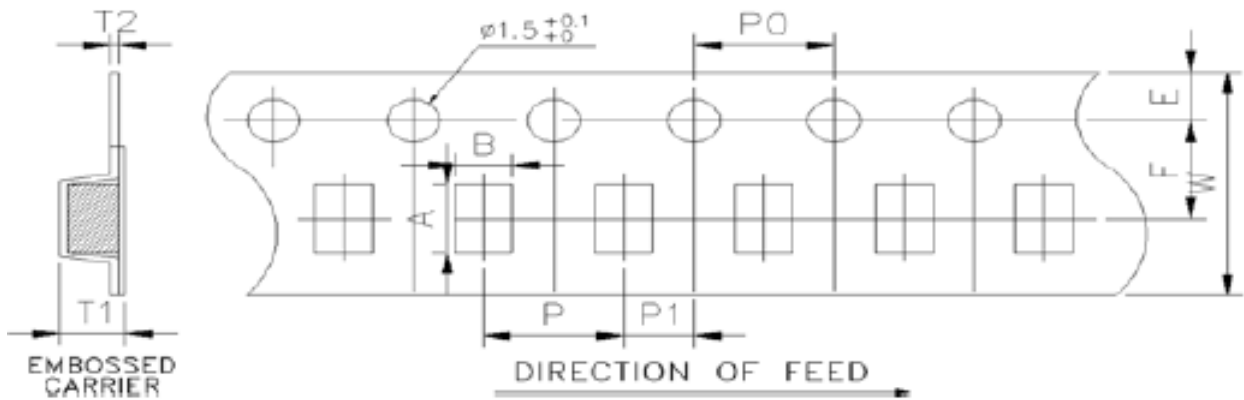 T2
ø1.5 +0.1 +0
P0
E
B
F
W
A
T1
P
P1
EMBOSSED
CARRIER
DIRECTION OF FEED